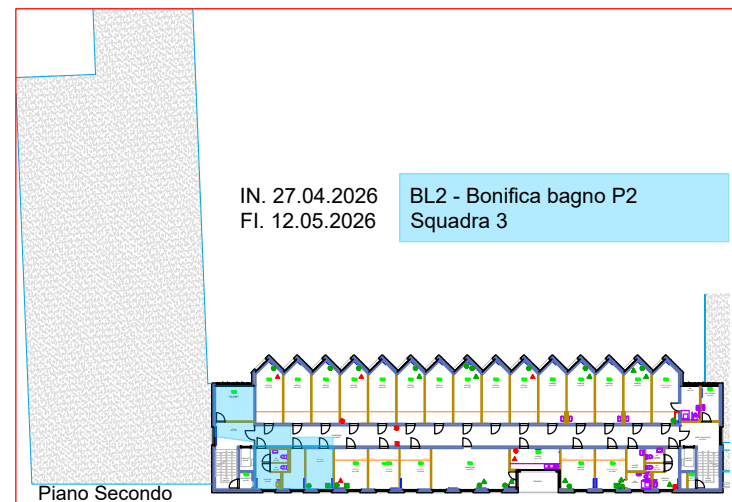 IN. 27.04.2026
FI. 12.05.2026
BL2 - Bonifica bagno P2
Squadra 3
Piano Secondo